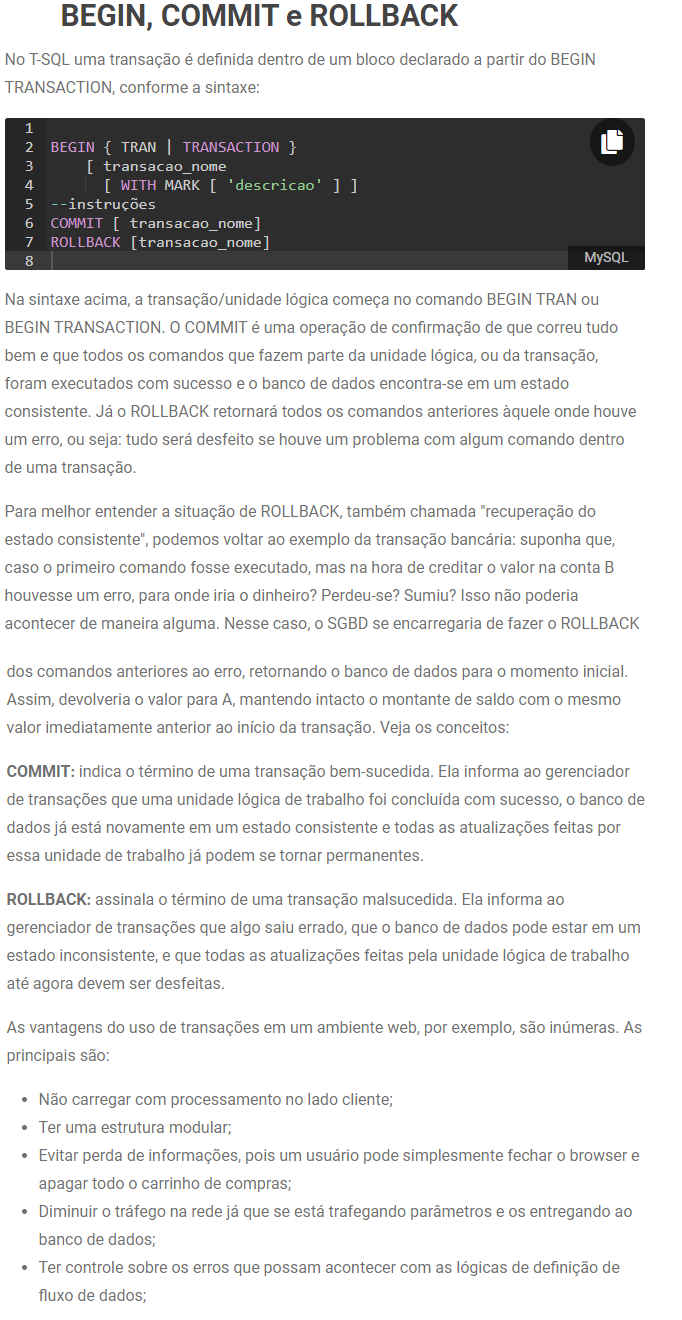 BEGIN, COMMIT e ROLLBACK
No T-SQL uma transação é definida dentro de um bloco declarado a partir do BEGIN
TRANSACTION, conforme a sintaxe:
1
2 BEGIN { TRAN | TRANSACTION }
3 [ transacao_nome
4 [ WITH MARK [ 'descricao' ] ]
5 --instruções
6 COMMIT [ transacao_nome]
7 ROLLBACK [transacao_nome]
8
MySQL
Na sintaxe acima, a transação/unidade lógica começa no comando BEGIN TRAN ou
BEGIN TRANSACTION. O COMMIT é uma operação de confirmação de que correu tudo
bem e que todos os comandos que fazem parte da unidade lógica, ou da transação,
foram executados com sucesso e o banco de dados encontra-se em um estado
consistente. Já o ROLLBACK retornará todos os comandos anteriores àquele onde houve
um erro, ou seja: tudo será desfeito se houve um problema com algum comando dentro
de uma transação.
Para melhor entender a situação de ROLLBACK, também chamada "recuperação do
estado consistente", podemos voltar ao exemplo da transação bancária: suponha que,
caso o primeiro comando fosse executado, mas na hora de creditar o valor na conta B
houvesse um erro, para onde iria o dinheiro? Perdeu-se? Sumiu? Isso não poderia
acontecer de maneira alguma. Nesse caso, o SGBD se encarregaria de fazer o ROLLBACK
dos comandos anteriores ao erro, retornando o banco de dados para o momento inicial.
Assim, devolveria o valor para A, mantendo intacto o montante de saldo com o mesmo
valor imediatamente anterior ao início da transação. Veja os conceitos:
COMMIT: indica o término de uma transação bem-sucedida. Ela informa ao gerenciador
de transações que uma unidade lógica de trabalho foi concluída com sucesso, o banco de
dados já está novamente em um estado consistente e todas as atualizações feitas por
essa unidade de trabalho já podem se tornar permanentes.
ROLLBACK: assinala o término de uma transação malsucedida. Ela informa ao
gerenciador de transações que algo saiu errado, que o banco de dados pode estar em um
estado inconsistente, e que todas as atualizações feitas pela unidade lógica de trabalho
até agora devem ser desfeitas.
As vantagens do uso de transações em um ambiente web, por exemplo, são inúmeras. As
principais são:
• Não carregar com processamento no lado cliente;
• Ter uma estrutura modular;
• Evitar perda de informações, pois um usuário pode simplesmente fechar o browser e
apagar todo o carrinho de compras;
• Diminuir o tráfego na rede já que se está trafegando parâmetros e os entregando ao
banco de dados;
• Ter controle sobre os erros que possam acontecer com as lógicas de definição de
fluxo de dados;